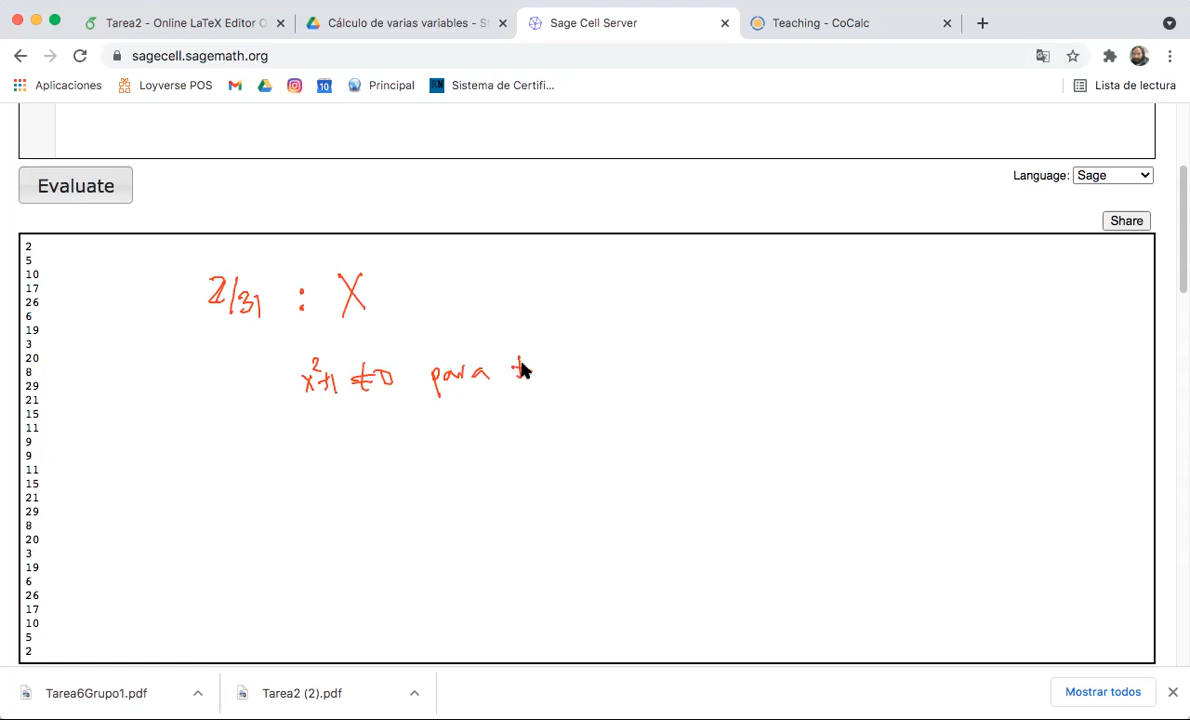 Tarea2 - Online LaTeX Editor O
Cálculo de varias variables - S
Sage Cell Server
Teaching - CoCalc
sagecell.sagemath.org
Aplicaciones
Loyverse POS
10
Principal
Sistema de Certifi...
Lista de lectura
Evaluate
Language:
Sage
Share
2
5
10
17
26
6
19
3
20
8
29
21
15
11
9
9
11
15
21
29
8
20
3
19
6
26
17
10
5
2
ℤ/31 : X
x²+1 ≠0 para t
Tarea6Grupo1.pdf
Tarea2 (2).pdf
Mostrar todos